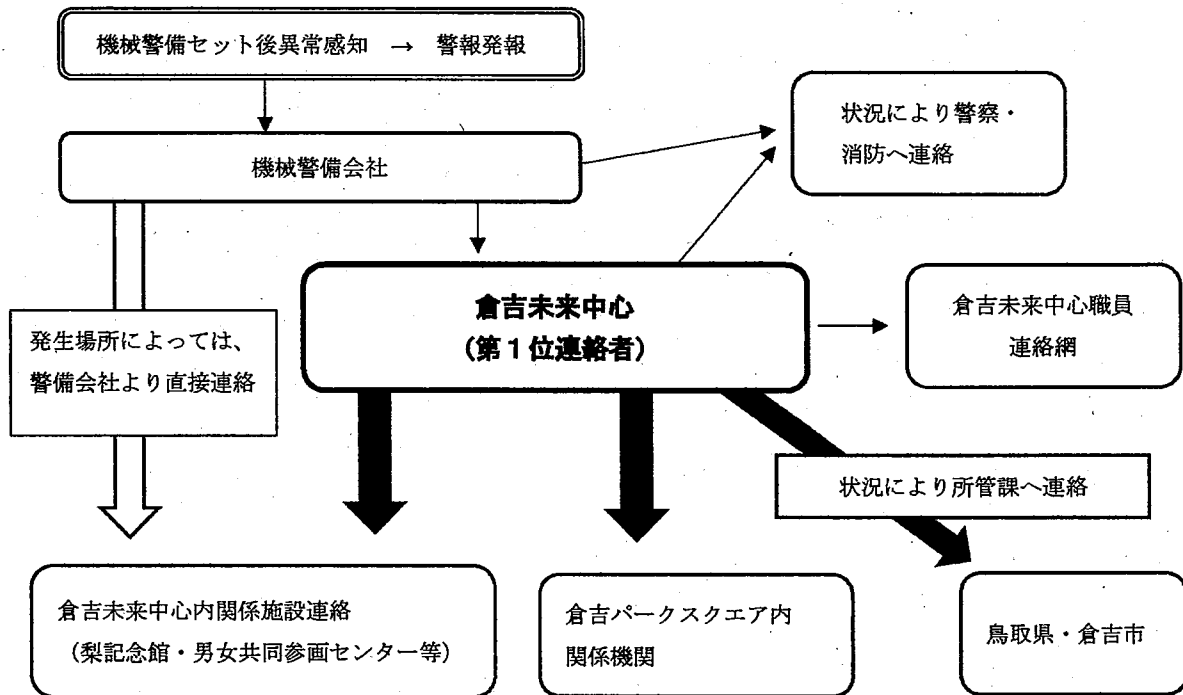 機械警備セット後異常感知 → 警報発報
機械警備会社
状況により警察・
消防へ連絡
倉吉未来中心
(第1位連絡者)
倉吉未来中心職員
連絡網
発生場所によっては、
警備会社より直接連絡
状況により所管課へ連絡
倉吉未来中心内関係施設連絡
(梨記念館・男女共同参画センター等)
倉吉パークスクエア内
関係機関
鳥取県・倉吉市